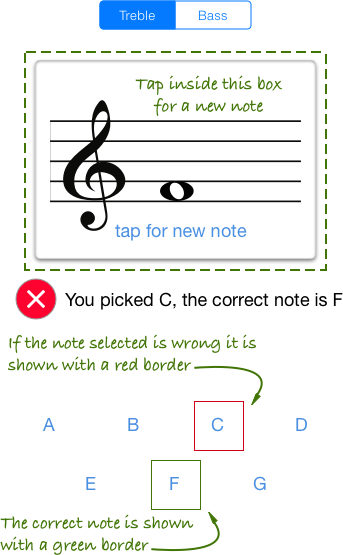 Treble Bass
Tap inside this box
for a new note
tap for new note
You picked C, the correct note is F
If the note selected is wrong it is
shown with a red border
A B C D
E F G
The correct note is shown
with a green border